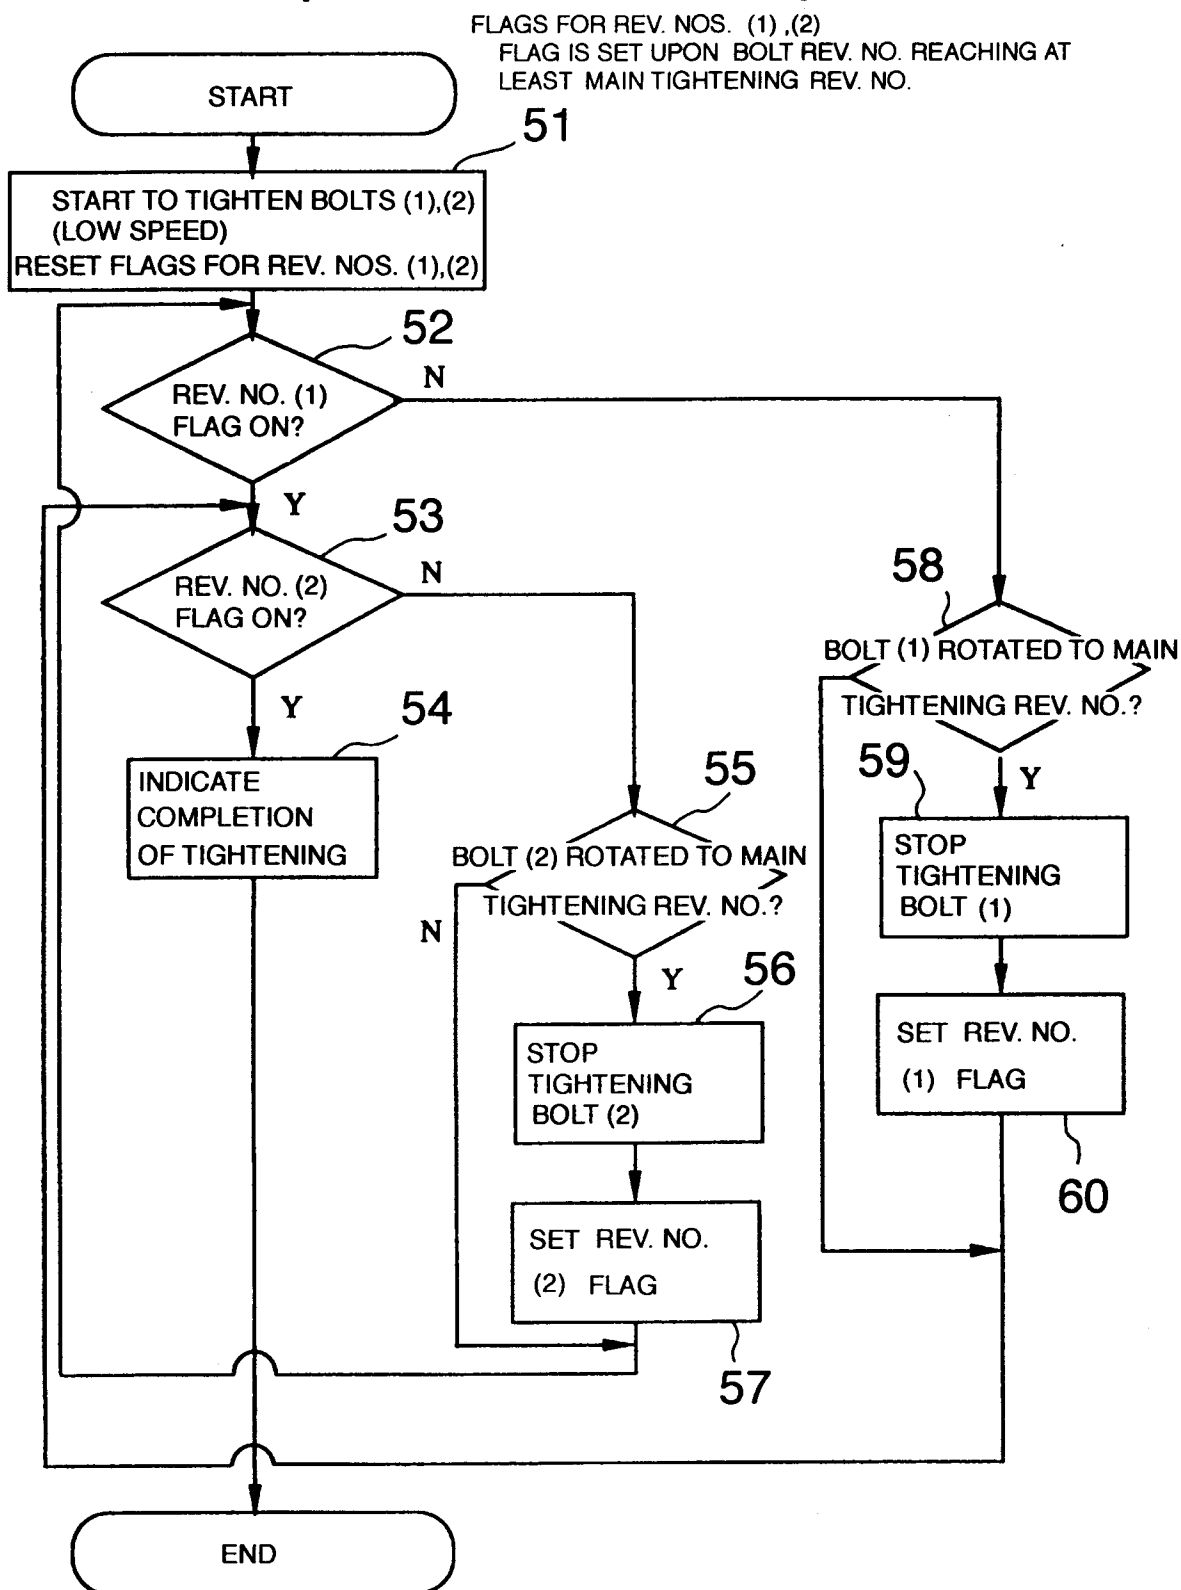 FLAGS FOR REV. NOS. (1) ,(2)
FLAG IS SET UPON BOLT REV. NO. REACHING AT
LEAST MAIN TIGHTENING REV. NO.
START
51
START TO TIGHTEN BOLTS (1),(2)
(LOW SPEED)
RESET FLAGS FOR REV. NOS. (1),(2)
52
REV. NO. (1)
FLAG ON?
N
Y
53
REV. NO. (2)
FLAG ON?
N
Y
54
INDICATE
COMPLETION
OF TIGHTENING
55
BOLT (2) ROTATED TO MAIN
TIGHTENING REV. NO.?
N
Y
56
STOP
TIGHTENING
BOLT (2)
SET REV. NO.
(2) FLAG
57
58
BOLT (1) ROTATED TO MAIN
TIGHTENING REV. NO.?
Y
59
STOP
TIGHTENING
BOLT (1)
SET REV. NO.
(1) FLAG
60
END